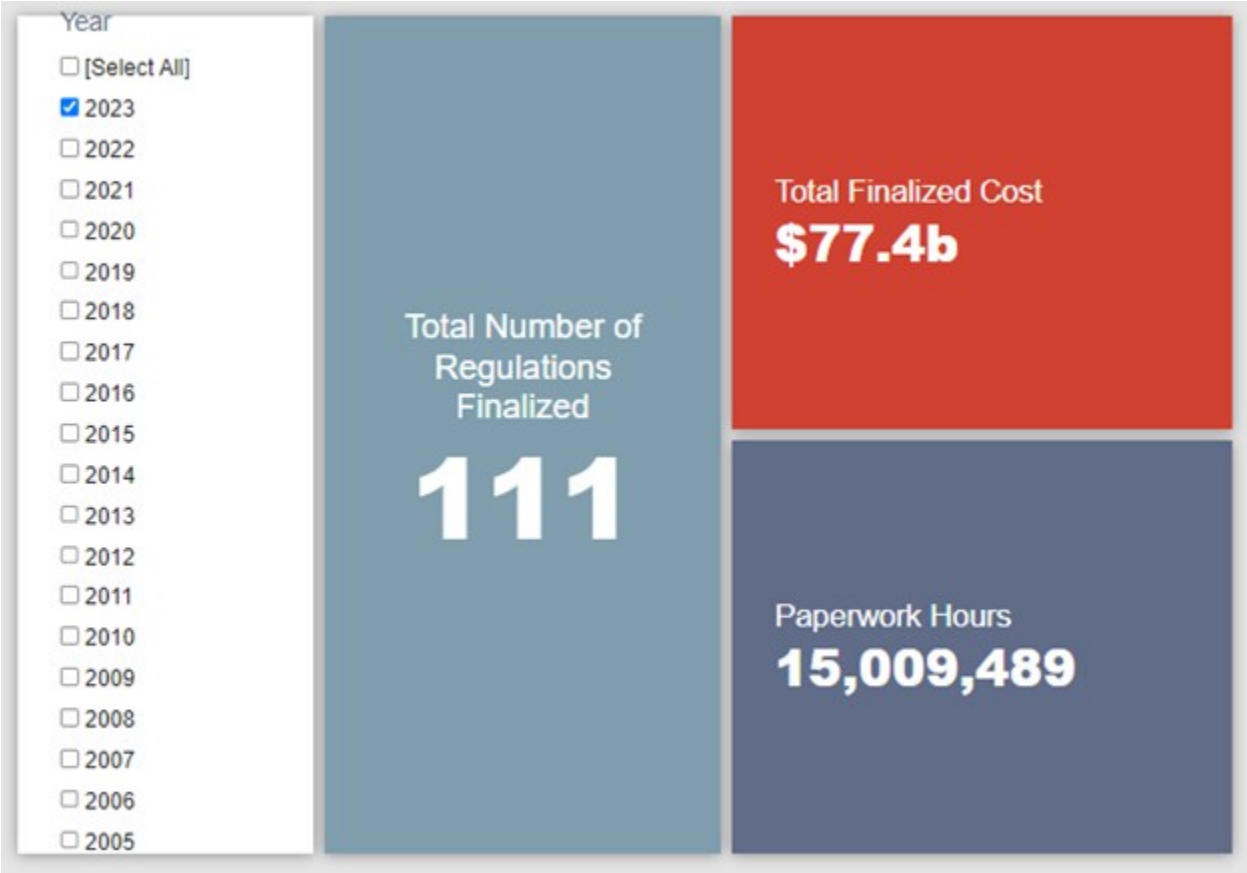 Year
[Select All]
2023
2022
2021
2020
2019
2018
2017
2016
2015
2014
2013
2012
2011
2010
2009
2008
2007
2006
2005
Total Number of
Regulations
Finalized
111
Total Finalized Cost
$77.4b
Paperwork Hours
15,009,489